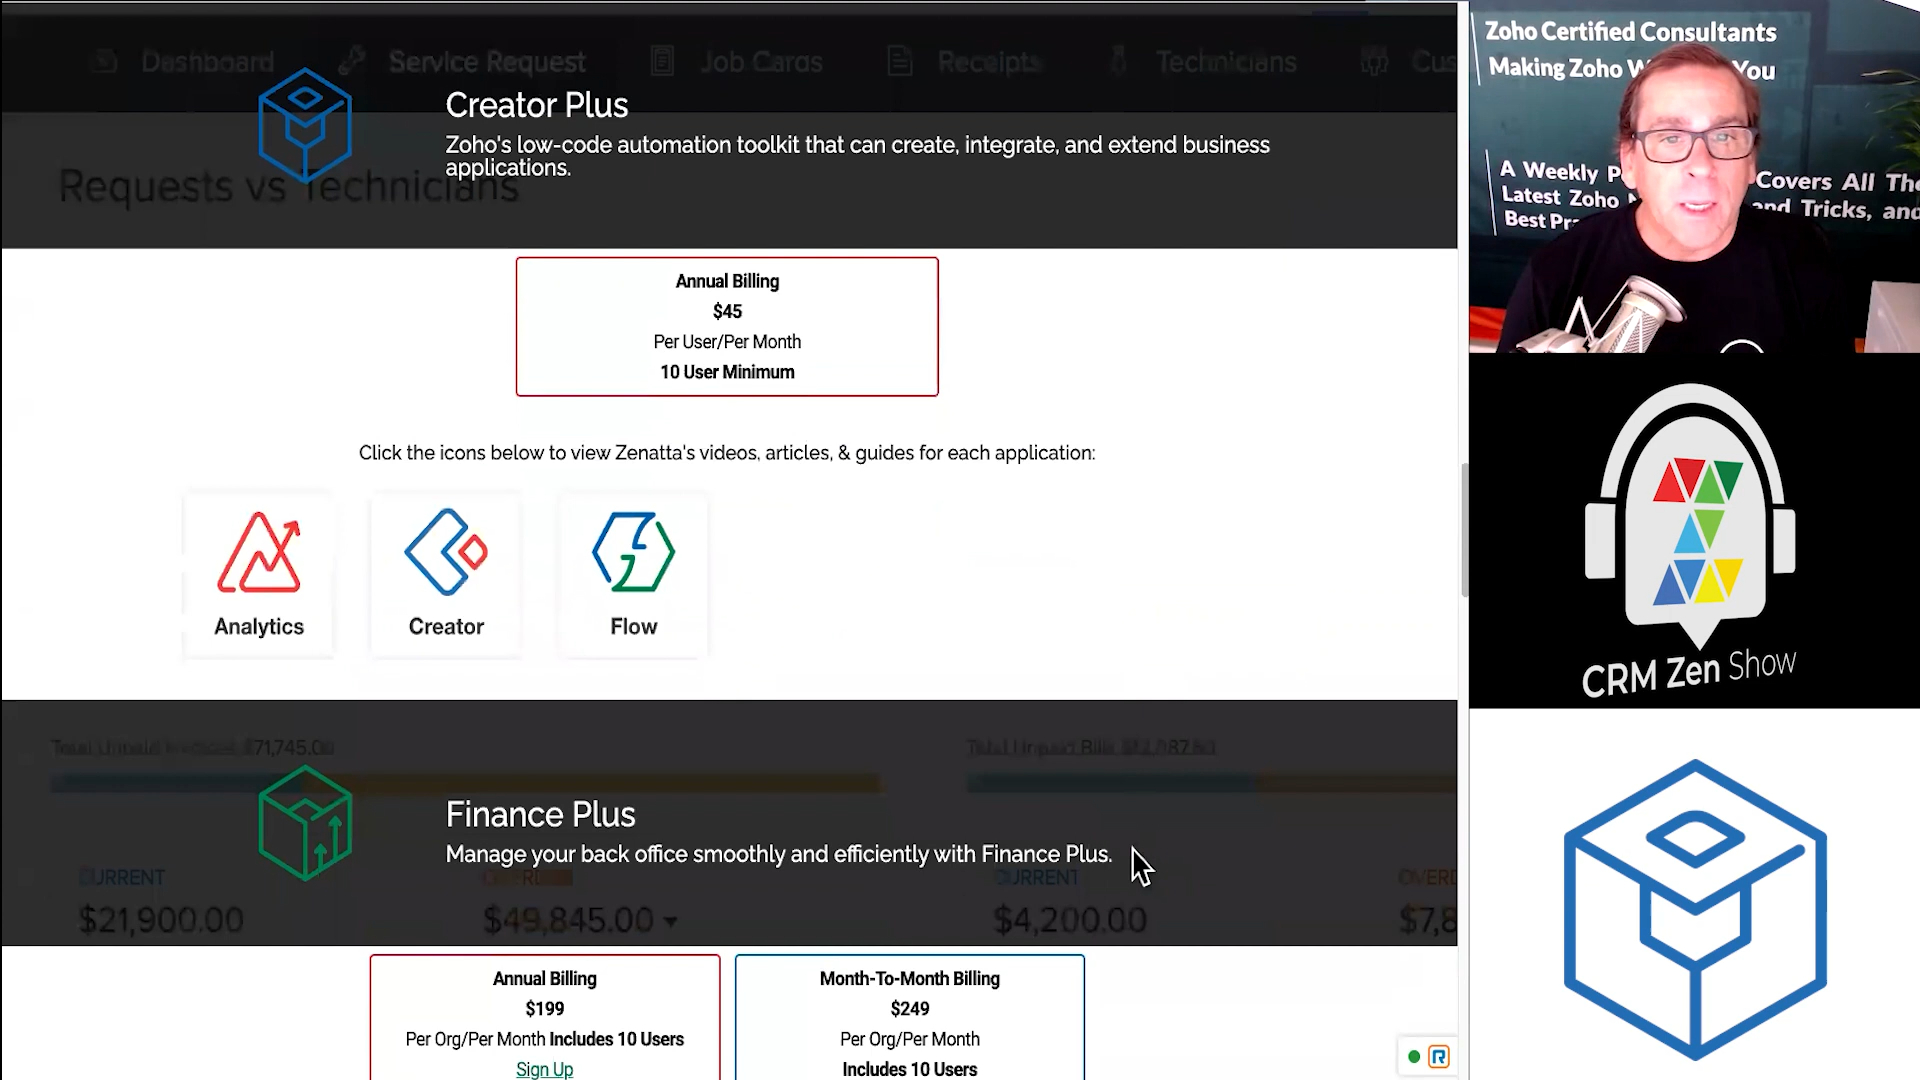 Dashboard
Service Request
Job Cards
Receipts
Technicians
Requests vs Technicians
Creator Plus
Zoho's low-code automation toolkit that can create, integrate, and extend business
applications.
Annual Billing
$45
Per User/Per Month
10 User Minimum
Click the icons below to view Zenatta's videos, articles, & guides for each application:
Analytics
Creator
Flow
Finance Plus
Manage your back office smoothly and efficiently with Finance Plus.
CURRENT
$21,900.00
$49,845.00
CURRENT
$4,200.00
Annual Billing
$199
Per Org/Per Month Includes 10 Users
Sign Up
Month-To-Month Billing
$249
Per Org/Per Month
Includes 10 Users
Zoho Certified Consultants
Making Zoho You
A Weekly Covers All The
Latest Zoho and Tricks, and
Best
CRM Zen Show